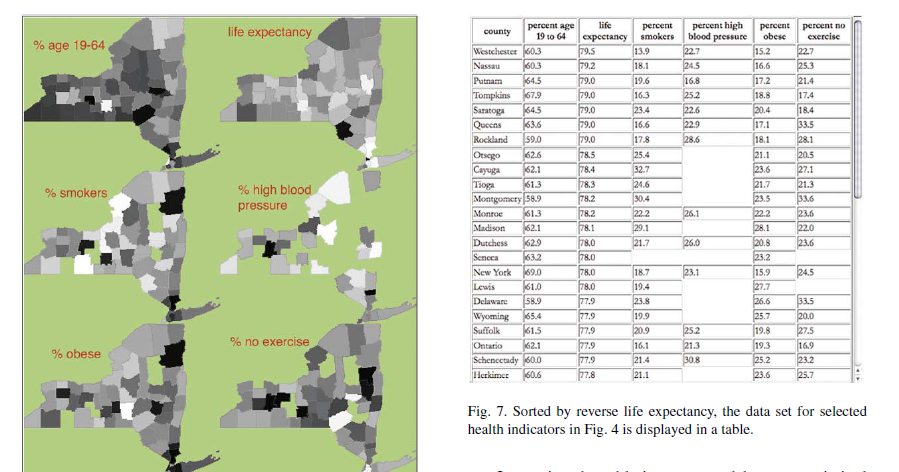 % age 19-64
life expectancy
% smokers
% high blood
pressure
% obese
% no exercise
county percent age 19 to 64 life expectancy percent smokers percent high blood pressure percent obese percent no exercise
Westchester 60.3 79.5 13.9 22.7 15.2 22.7
Nassau 60.3 79.2 18.1 24.5 16.6 25.3
Putnam 64.5 79.0 19.6 16.8 17.2 21.4
Tompkins 67.9 79.0 16.3 25.2 18.8 17.4
Saratoga 64.5 79.0 23.4 22.6 20.4 18.4
Queens 63.6 79.0 16.6 22.9 17.1 33.5
Rockland 59.0 79.0 17.8 28.6 18.1 28.1
Otsego 62.6 78.5 25.4 21.1 20.5
Cayuga 62.1 78.4 32.7 23.6 27.1
Tioga 61.3 78.3 24.6 21.7 21.3
Montgomery 58.9 78.2 30.4 23.5 33.6
Monroe 61.3 78.2 22.2 26.1 22.2 23.6
Madison 62.1 78.1 29.1 28.1 22.0
Dutchess 62.9 78.0 21.7 26.0 20.8 23.6
Seneca 63.2 78.0 23.2
New York 69.0 78.0 18.7 23.1 15.9 24.5
Lewis 61.0 78.0 19.4 27.7
Delaware 58.9 77.9 23.8 26.6 33.5
Wyoming 65.4 77.9 19.9 25.7 20.0
Suffolk 61.5 77.9 20.9 25.2 19.8 27.5
Ontario 62.1 77.9 16.1 21.3 19.3 16.9
Schenectady 60.0 77.9 21.4 30.8 25.2 23.2
Herkimer 60.6 77.8 21.1 23.6 25.7
Fig. 7. Sorted by reverse life expectancy, the data set for selected
health indicators in Fig. 4 is displayed in a table.